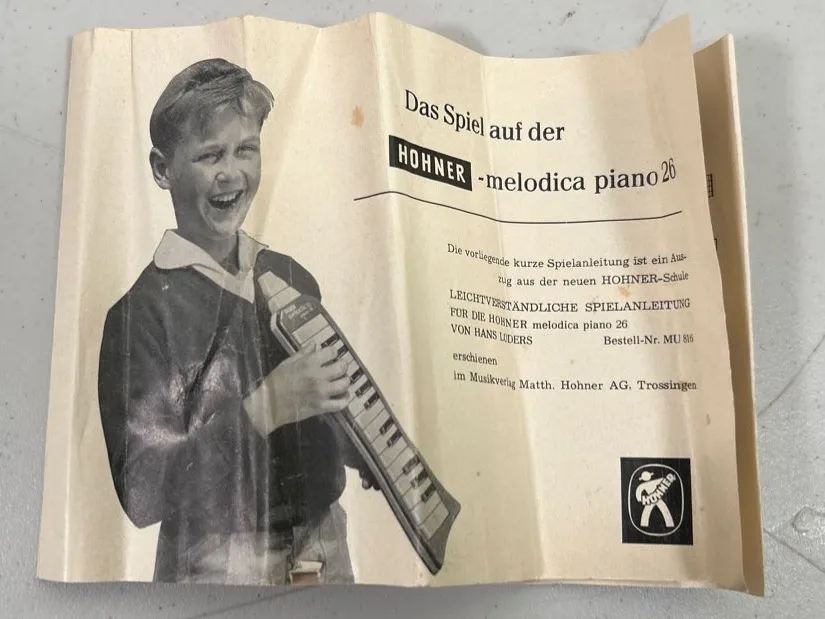 Das Spiel auf der
HOHNER -melodica piano 26
Die vorliegende kurze Spielanleitung ist ein Aus-
zug aus der neuen HOHNER-Schule
LEICHTVERSTÄNDLICHE SPIELANLEITUNG
FÜR DIE HOHNER melodica piano 26
VON HANS LÜDERS Bestell-Nr. MU 816
erschienen
im Musikverlag Matth. Hohner AG, Trossingen
HOHNER